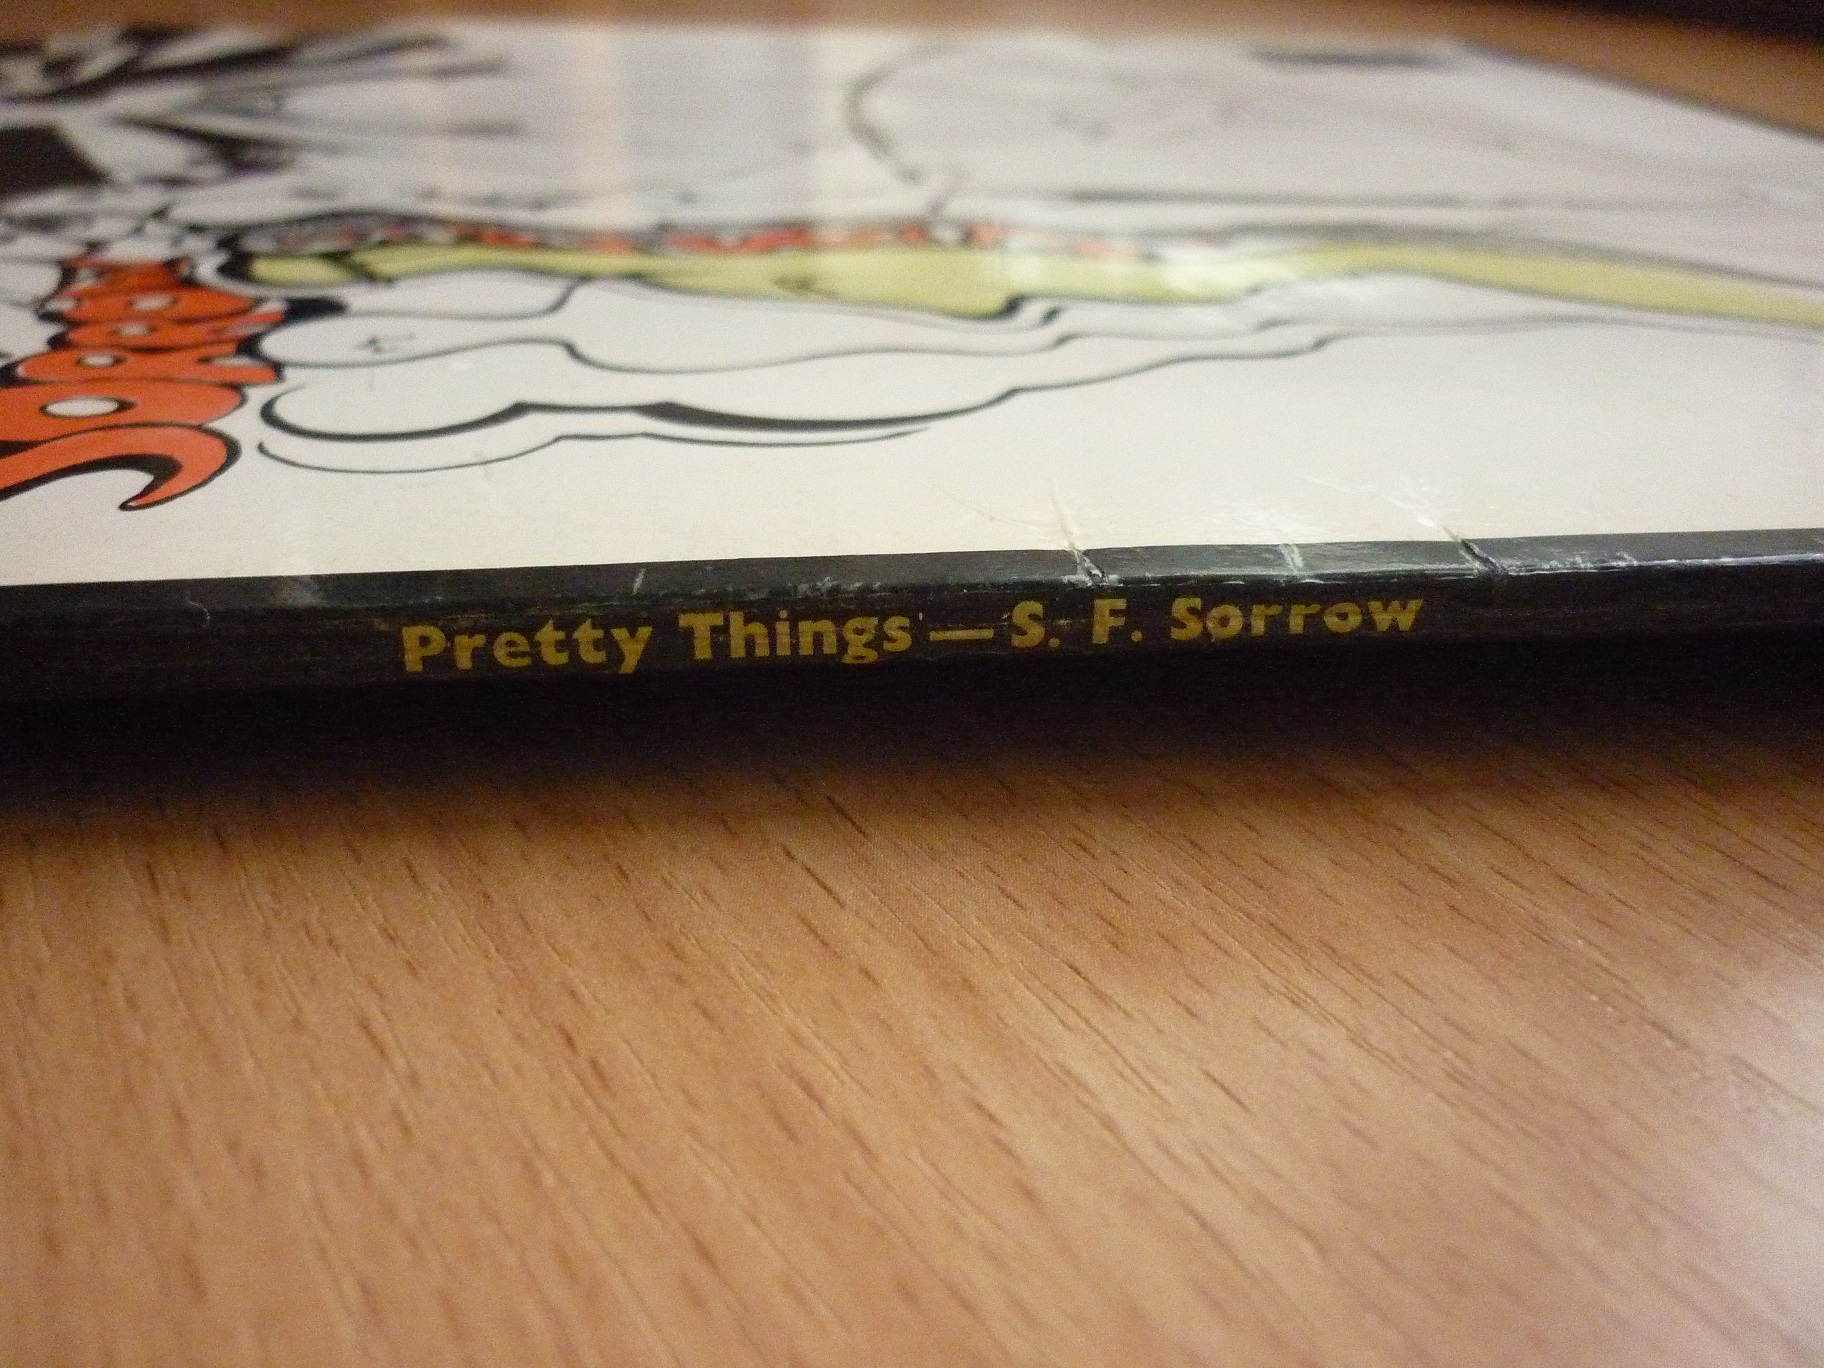 Pretty Things — S. F. Sorrow